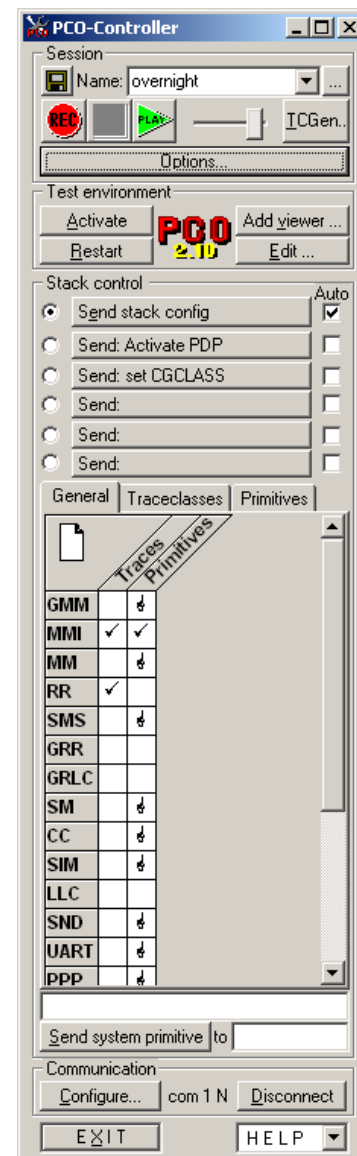 PCO-Controller
Session
Name: overnight ...
REC PLAY TCGen..
Options...
Test environment
Activate PCO Add viewer ...
Restart Edit ...
Stack control
Auto
Send stack config
Send: Activate PDP
Send: set CGCLASS
Send:
Send:
Send:
General Traceclasses Primitives
Traces Primitives
GMM
MMI
MM
RR
SMS
GRR
GRLC
SM
CC
SIM
LLC
SND
UART
PPP
Send system primitive to
Communication
Configure... com 1 N Disconnect
EXIT HELP